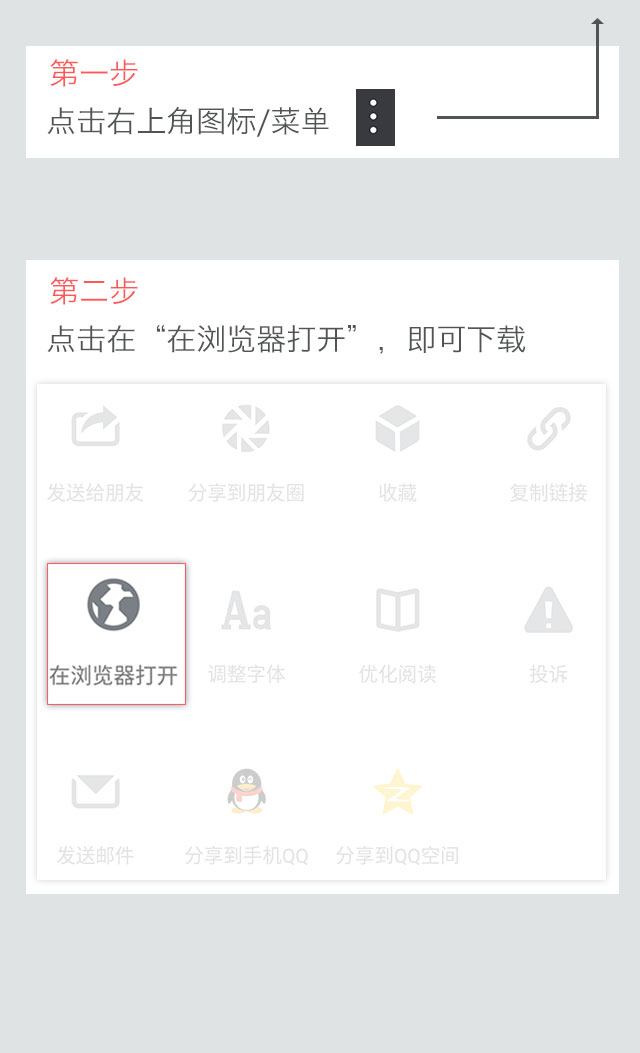 第一步
点击右上角图标/菜单
第二步
点击在“在浏览器打开”，即可下载
发送给朋友
分享到朋友圈
收藏
复制链接
在浏览器打开
Aa
调整字体
优化阅读
投诉
发送邮件
分享到手机QQ
分享到QQ空间